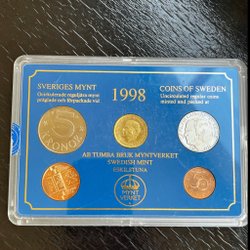 SVERIGES MYNT
Ocirkulerade reguljära mynt
präglade och förpackade vid
1998
COINS OF SWEDEN
Uncirculated regular coins
minted and packed at
5
KRONOR
AB TUMBA BRUK MYNTVERKET
SWEDISH MINT
ESKILSTUNA
MYNT
VERKET